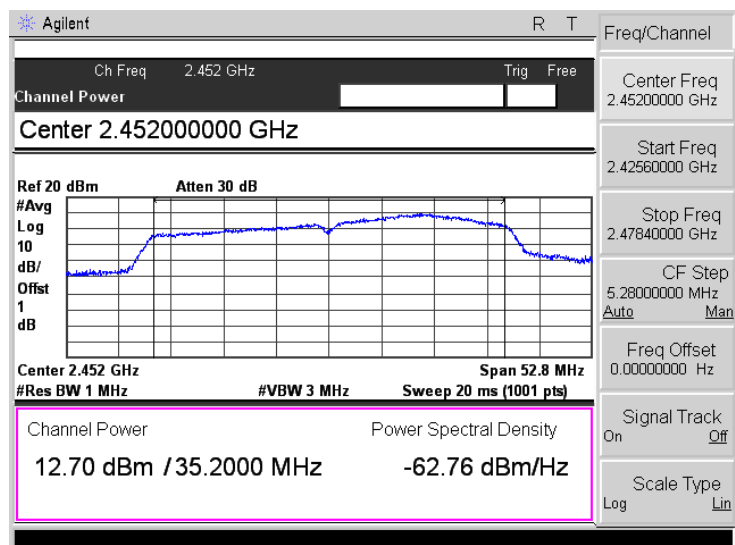 Agilent R T
Ch Freq 2.452 GHz Trig Free
Channel Power
Center 2.452000000 GHz
Ref 20 dBm Atten 30 dB
#Avg
Log
10
dB/
Offst
1
dB
Center 2.452 GHz Span 52.8 MHz
#Res BW 1 MHz #VBW 3 MHz Sweep 20 ms (1001 pts)
Channel Power Power Spectral Density
12.70 dBm / 35.2000 MHz -62.76 dBm/Hz
Freq/Channel
Center Freq
2.45200000 GHz
Start Freq
2.42560000 GHz
Stop Freq
2.47840000 GHz
CF Step
5.28000000 MHz
Auto Man
Freq Offset
0.00000000 Hz
Signal Track
On Off
Scale Type
Log Lin